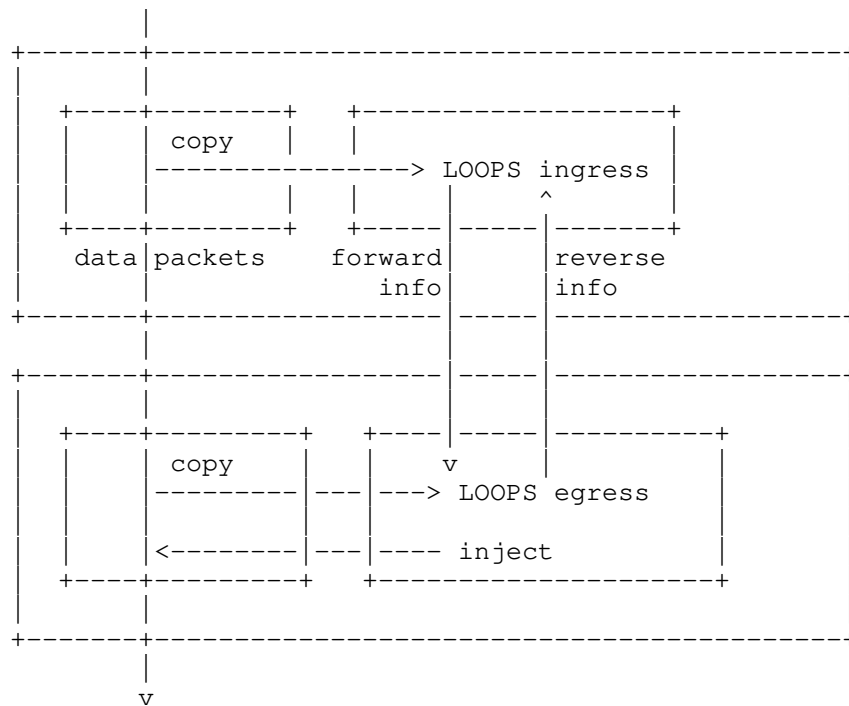 copy
LOOPS ingress
data packets forward reverse
info info
copy
LOOPS egress
inject